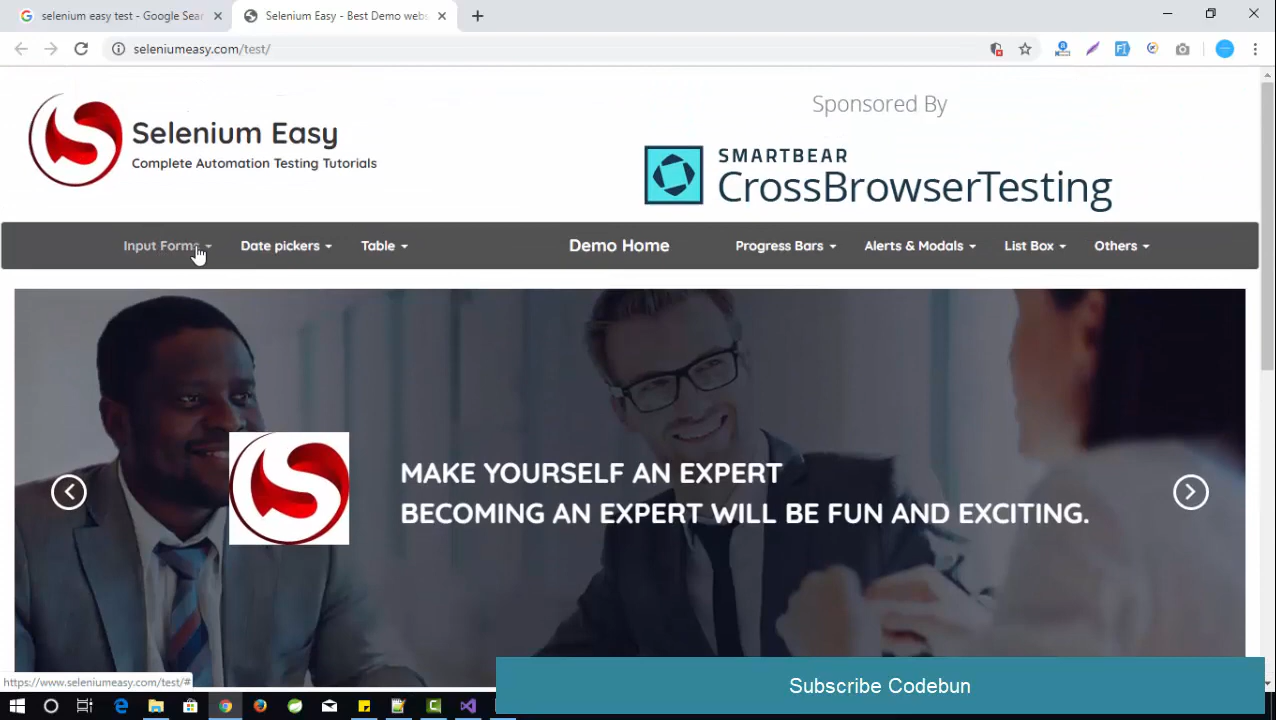 selenium easy test - Google Sear
Selenium Easy - Best Demo webs
seleniumeasy.com/test/
Selenium Easy
Complete Automation Testing Tutorials
Sponsored By
SMARTBEAR
CrossBrowserTesting
Input Forms Date pickers Table Demo Home Progress Bars Alerts & Modals List Box Others
MAKE YOURSELF AN EXPERT
BECOMING AN EXPERT WILL BE FUN AND EXCITING.
https://www.seleniumeasy.com/test/#
Subscribe Codebun